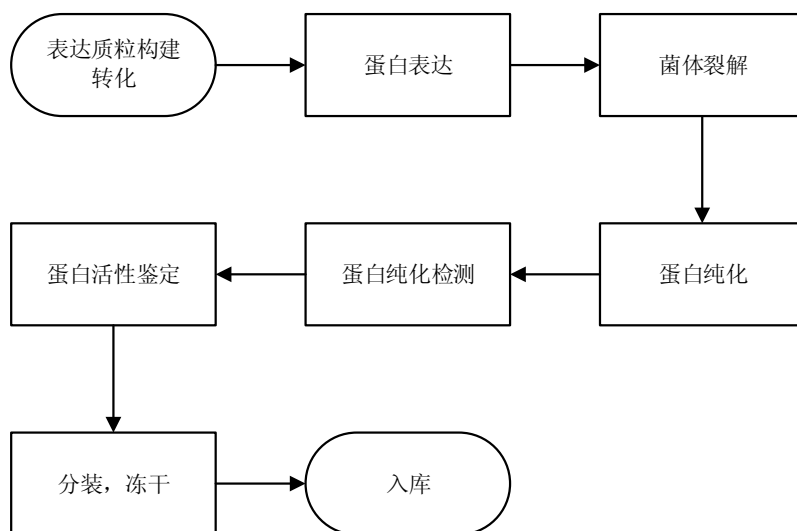 表达质粒构建
转化
蛋白表达
菌体裂解
蛋白纯化
蛋白纯化检测
蛋白活性鉴定
分装，冻干
入库